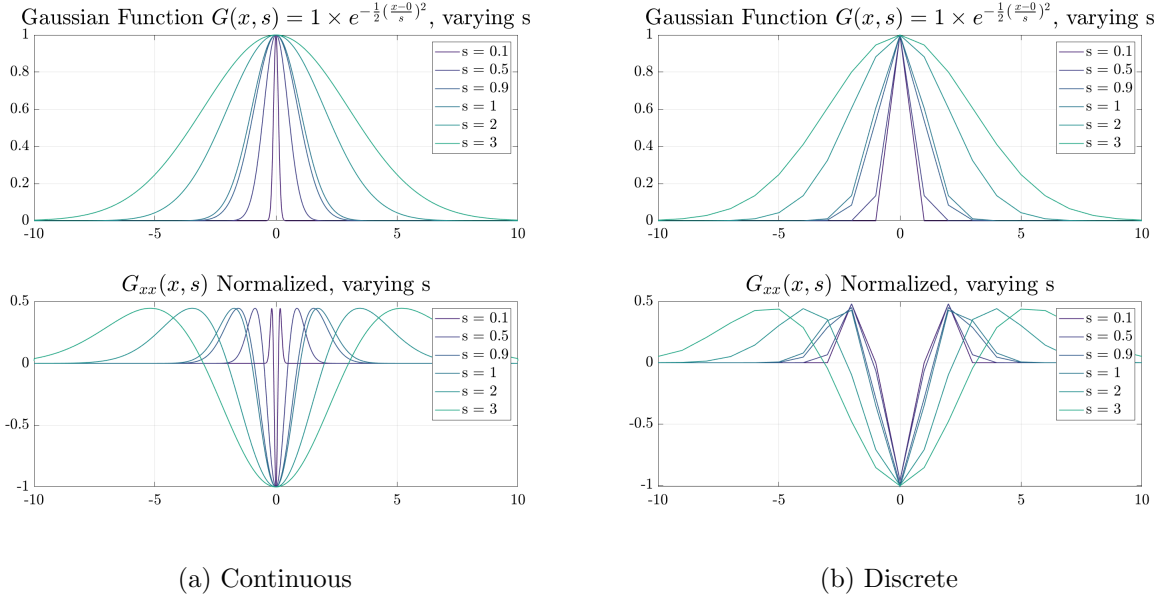 Gaussian Function G(x, s) = 1 × e^{-\frac{1}{2}(\frac{x-0}{s})^2}, varying s
1
0.8
0.6
0.4
0.2
0
-10
-5
0
5
10
s = 0.1
s = 0.5
s = 0.9
s = 1
s = 2
s = 3
Gaussian Function G(x, s) = 1 × e^{-\frac{1}{2}(\frac{x-0}{s})^2}, varying s
1
0.8
0.6
0.4
0.2
0
-10
-5
0
5
10
s = 0.1
s = 0.5
s = 0.9
s = 1
s = 2
s = 3
G_{xx}(x, s) Normalized, varying s
0.5
0
-0.5
-1
-10
-5
0
5
10
s = 0.1
s = 0.5
s = 0.9
s = 1
s = 2
s = 3
G_{xx}(x, s) Normalized, varying s
0.5
0
-0.5
-1
-10
-5
0
5
10
s = 0.1
s = 0.5
s = 0.9
s = 1
s = 2
s = 3
(a) Continuous
(b) Discrete